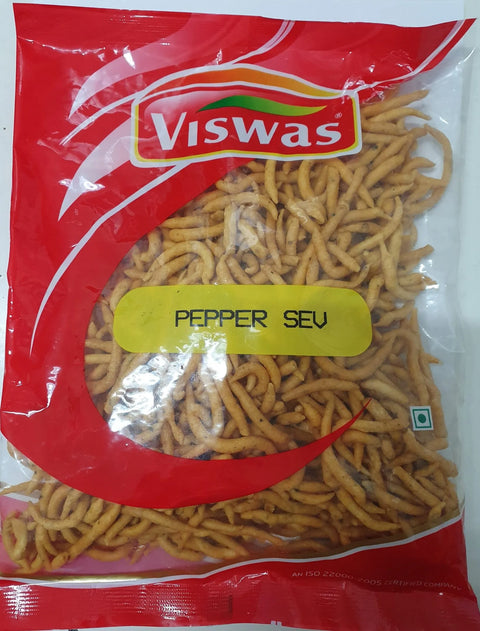 VISWAS®
PEPPER SEV
AN ISO 22000:2005 CERTIFIED COMPANY